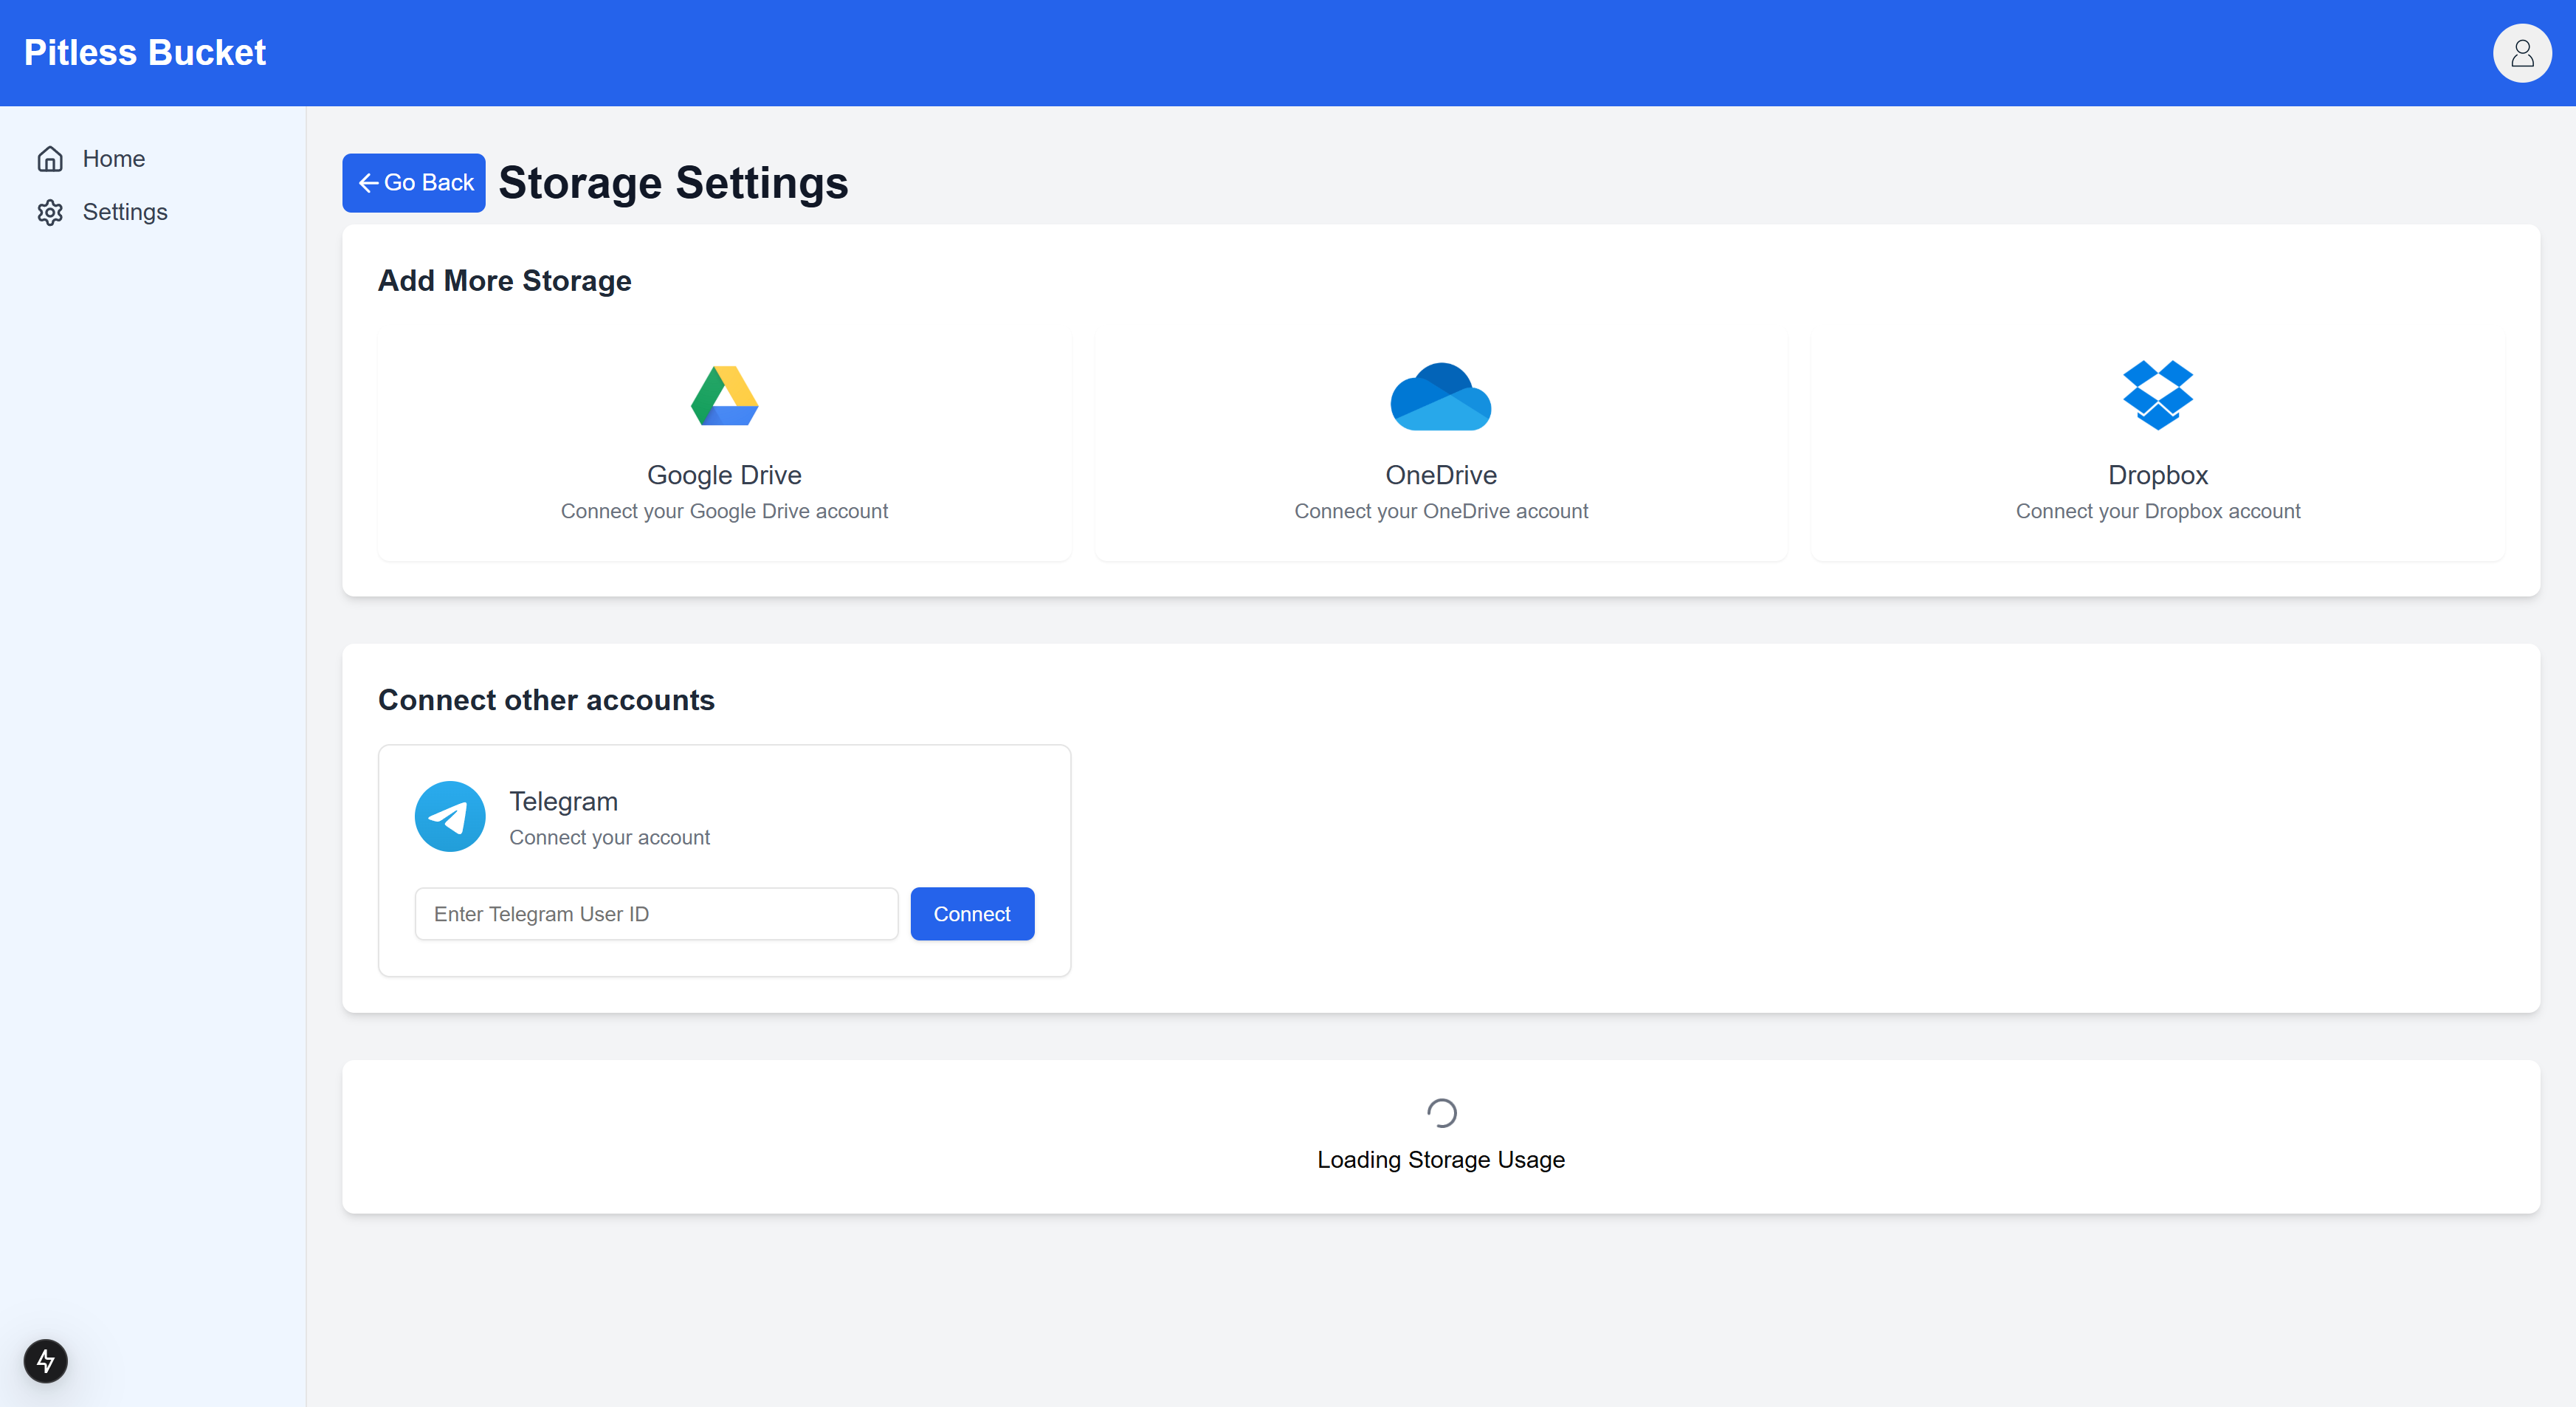 Pitless Bucket
Home
Settings
Go Back
Storage Settings
Add More Storage
Google Drive
Connect your Google Drive account
OneDrive
Connect your OneDrive account
Dropbox
Connect your Dropbox account
Connect other accounts
Telegram
Connect your account
Enter Telegram User ID
Connect
Loading Storage Usage